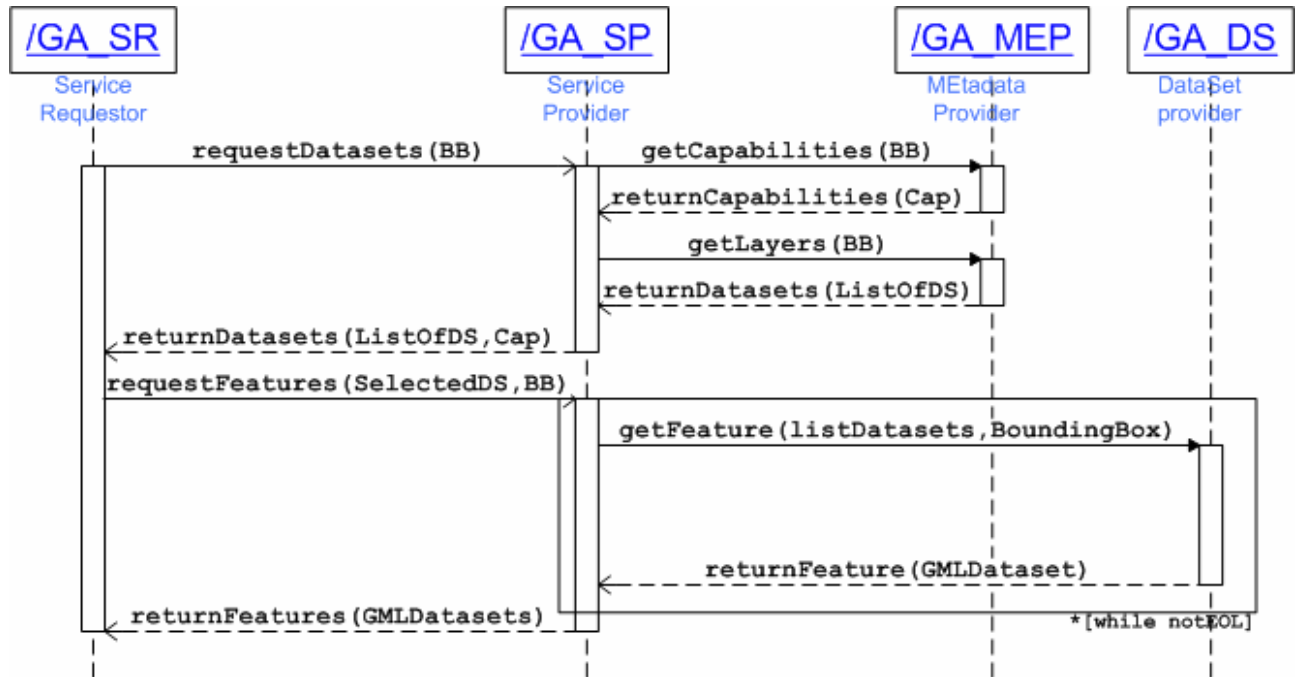 /GA_SR
/GA_SP
/GA_MEP
/GA_DS
Service
Requestor
Service
Provider
MEtadata
Provider
DataSet
provider
requestDatasets(BB)
getCapabilities(BB)
returnCapabilities(Cap)
getLayers(BB)
returnDatasets(ListOfDS)
returnDatasets(ListOfDS,Cap)
requestFeatures(SelectedDS,BB)
getFeature(listDatasets,BoundingBox)
returnFeature(GMLDataset)
returnFeatures(GMLDatasets)
*[while notEOL]